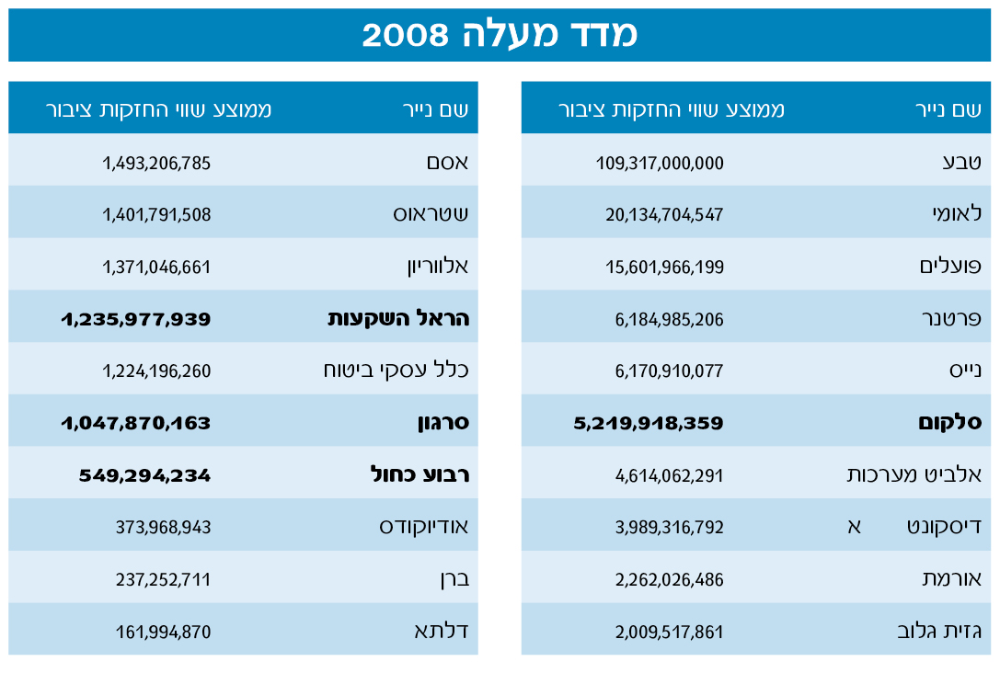 מדד מעלה 2008
שם נייר ממוצע שווי החזקות ציבור
טבע 109,317,000,000
לאומי 20,134,704,547
פועלים 15,601,966,199
פרטנר 6,184,985,206
נייס 6,170,910,077
סלקום 5,219,918,359
אלביט מערכות 4,614,062,291
דיסקונט א 3,989,316,792
אורמת 2,262,026,486
גזית גלוב 2,009,517,861
שם נייר ממוצע שווי החזקות ציבור
אסם 1,493,206,785
שטראוס 1,401,791,508
אלווריון 1,371,046,661
הראל השקעות 1,235,977,939
כלל עסקי ביטוח 1,224,196,260
סרגון 1,047,870,163
רבוע כחול 549,294,234
אודיוקודס 373,968,943
ברן 237,252,711
דלתא 161,994,870